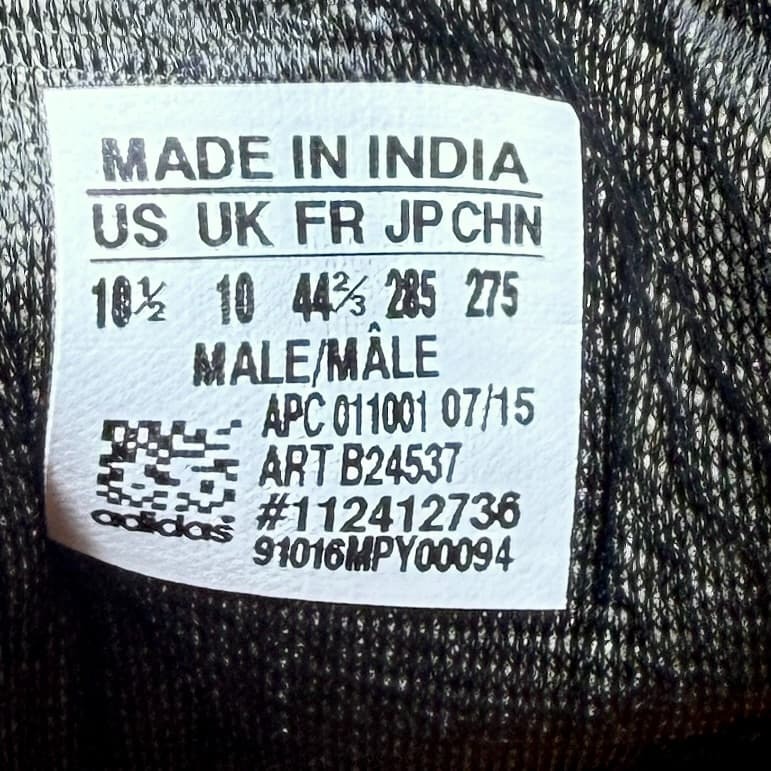 MADE IN INDIA
US UK FR JP CHN
10½ 10 44⅔ 285 275
MALE/MÂLE
APC 011001 07/15
ART B24537
#112412736
adidas
91016MPY00094